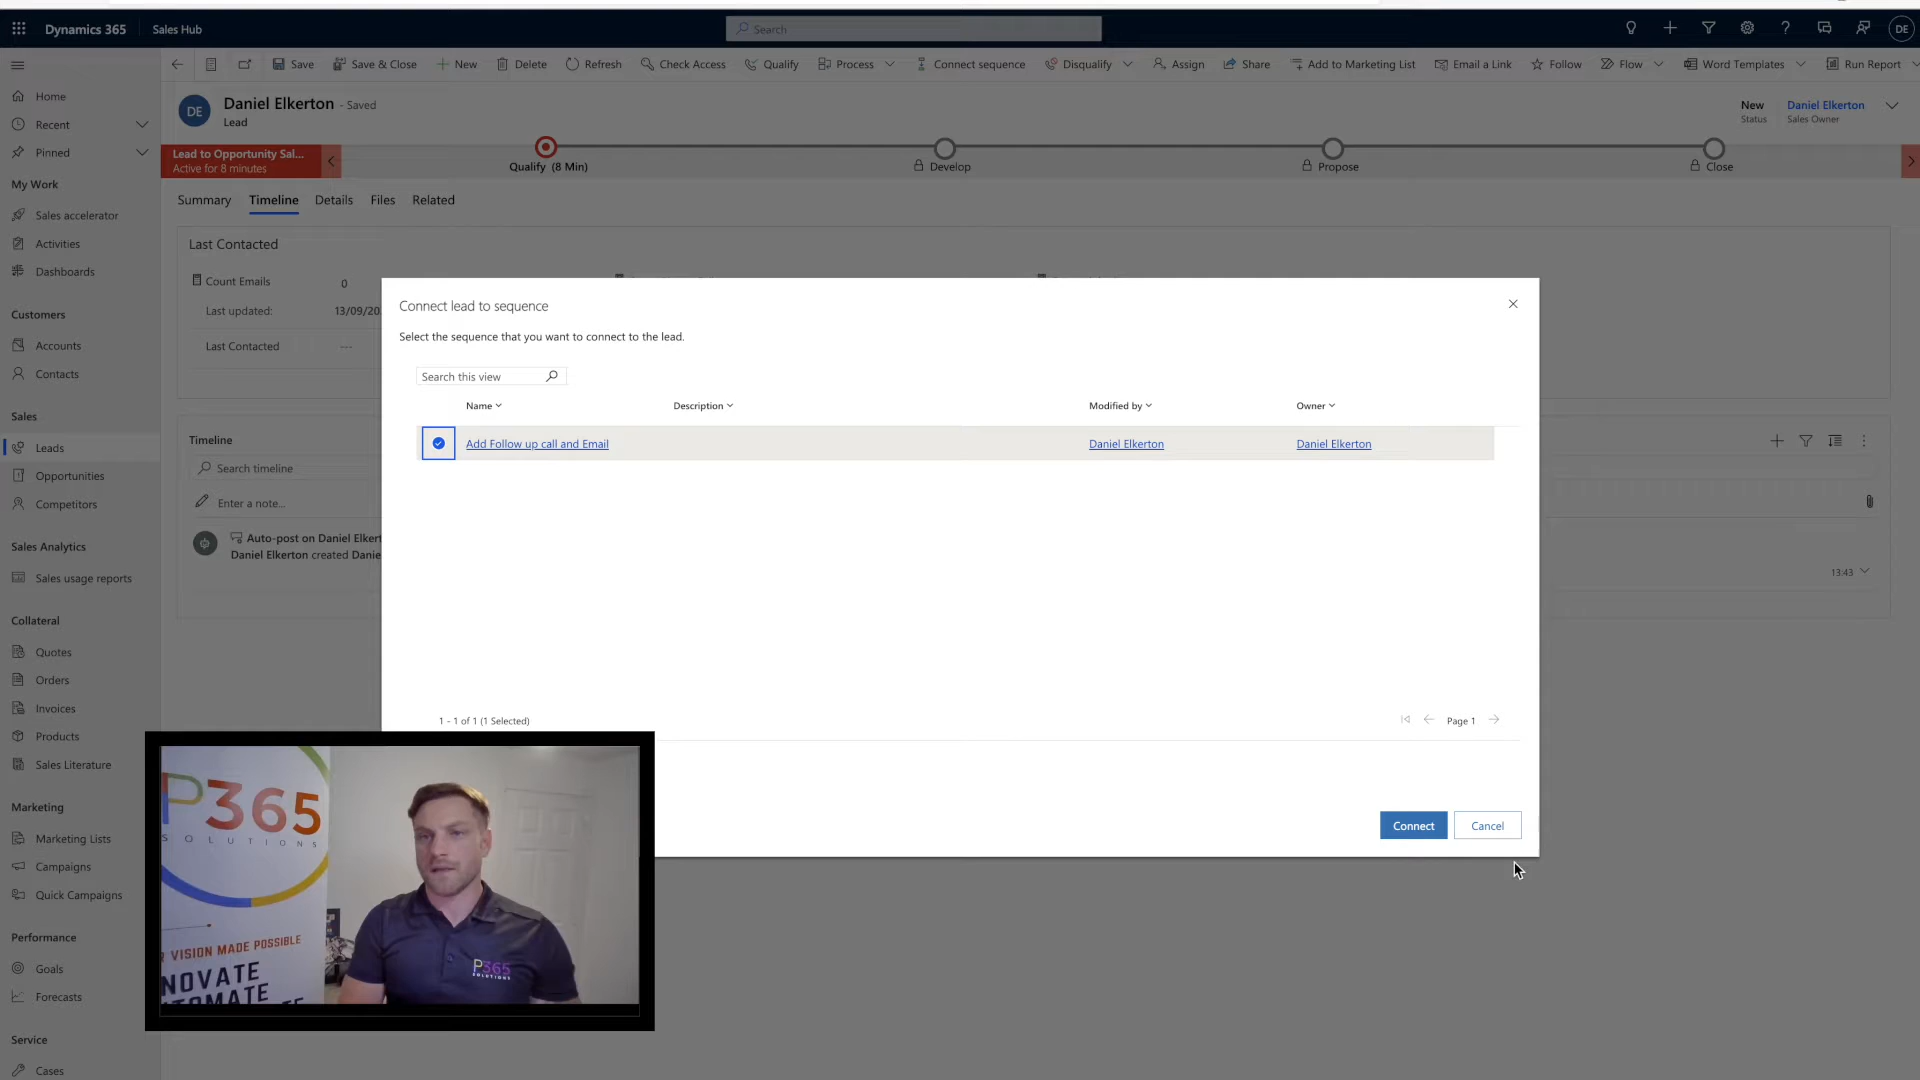 Dynamics 365
Sales Hub
Search
DE
Save
Save & Close
New
Delete
Refresh
Check Access
Qualify
Process
Connect sequence
Disqualify
Assign
Share
Add to Marketing List
Email a Link
Follow
Flow
Word Templates
Run Report
Home
Recent
Pinned
My Work
Sales accelerator
Activities
Dashboards
Customers
Accounts
Contacts
Sales
Leads
Opportunities
Competitors
Sales Analytics
Sales usage reports
Collateral
Quotes
Orders
Invoices
Products
Sales Literature
Marketing
Marketing Lists
Campaigns
Quick Campaigns
Performance
Goals
Forecasts
Service
Cases
DE
Daniel Elkerton - Saved
Lead
New
Status
Daniel Elkerton
Sales Owner
Lead to Opportunity Sal...
Active for 8 minutes
Qualify (8 Min)
Develop
Propose
Close
Summary
Timeline
Details
Files
Related
Last Contacted
Count Emails
0
Last updated:
13/09/20
Last Contacted
---
Timeline
Search timeline
Enter a note...
Auto-post on Daniel Elkert
Daniel Elkerton created Danie
13:43
Connect lead to sequence
Select the sequence that you want to connect to the lead.
Search this view
Name
Description
Modified by
Owner
Add Follow up call and Email
Daniel Elkerton
Daniel Elkerton
1 - 1 of 1 (1 Selected)
Page 1
Connect
Cancel
P365
SOLUTIONS
R VISION MADE POSSIBLE
NOVATE
P365
SOLUTIONS